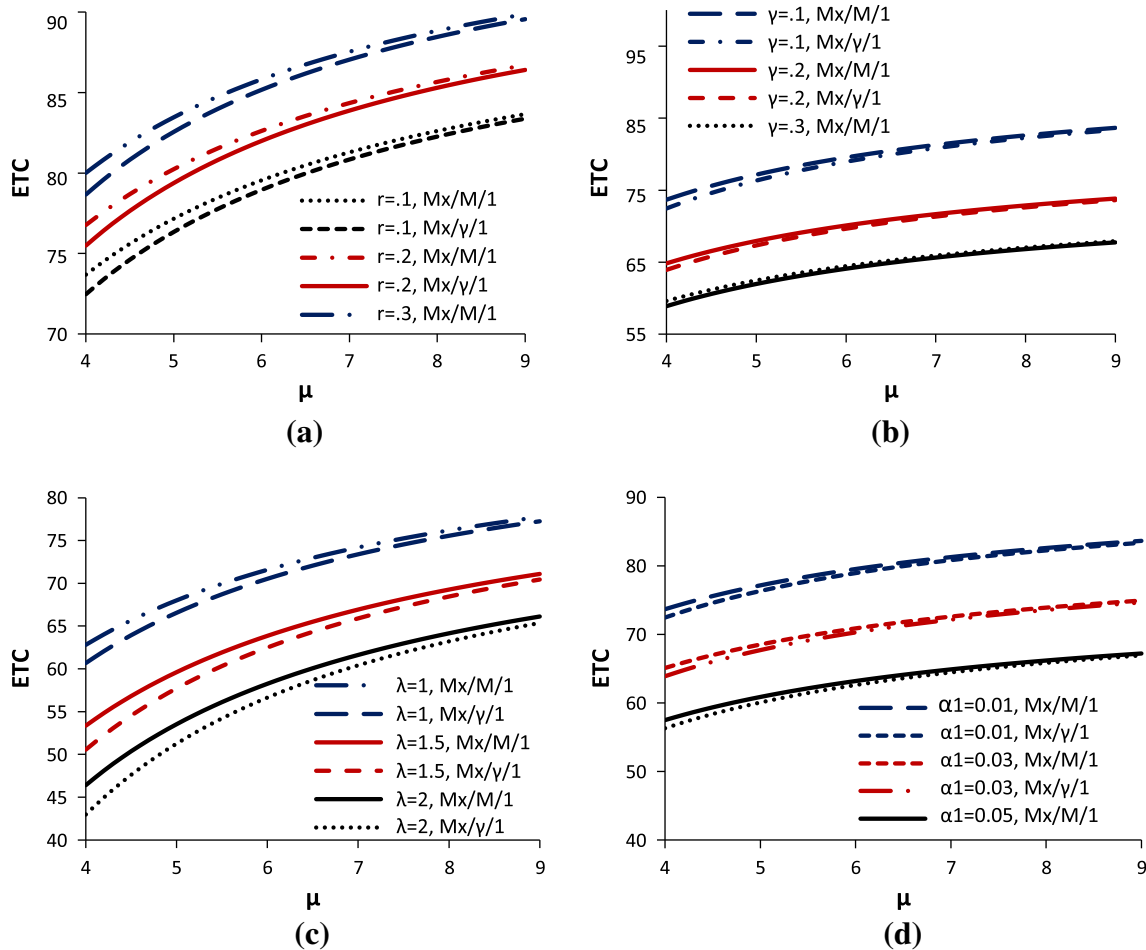 90
85
80
75
70
ETC
r=.1, Mx/M/1
r=.1, Mx/γ/1
r=.2, Mx/M/1
r=.2, Mx/γ/1
r=.3, Mx/M/1
4 5 6 7 8 9
μ
(a)
95
85
75
65
55
ETC
γ=.1, Mx/M/1
γ=.1, Mx/γ/1
γ=.2, Mx/M/1
γ=.2, Mx/γ/1
γ=.3, Mx/M/1
4 5 6 7 8 9
μ
(b)
80
75
70
65
60
55
50
45
40
ETC
λ=1, Mx/M/1
λ=1, Mx/γ/1
λ=1.5, Mx/M/1
λ=1.5, Mx/γ/1
λ=2, Mx/M/1
λ=2, Mx/γ/1
4 5 6 7 8 9
μ
(c)
90
80
70
60
50
40
ETC
α1=0.01, Mx/M/1
α1=0.01, Mx/γ/1
α1=0.03, Mx/M/1
α1=0.03, Mx/γ/1
α1=0.05, Mx/M/1
4 5 6 7 8 9
μ
(d)